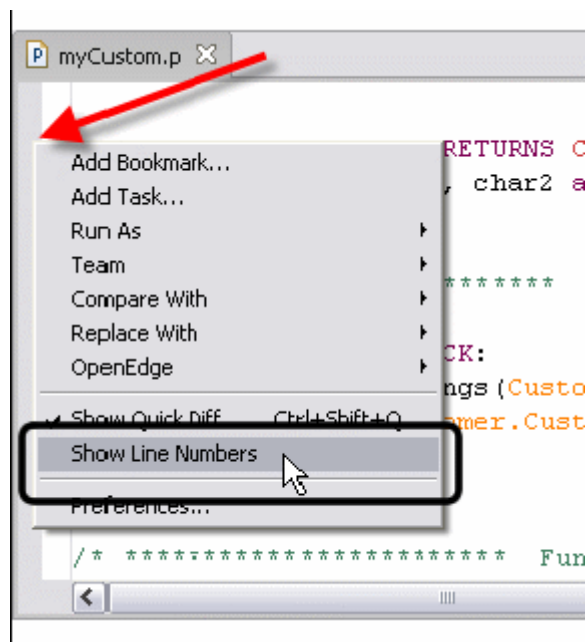 P myCustom.p
RETURNS C
, char2 a
Add Bookmark...
Add Task...
Run As
Team
Compare With
*******
Replace With
CK:
OpenEdge
ngs(Custo
Show Quick Diff Ctrl+Shift+Q
omer.Cust
Show Line Numbers
Preferences...
/* ************************* Fun